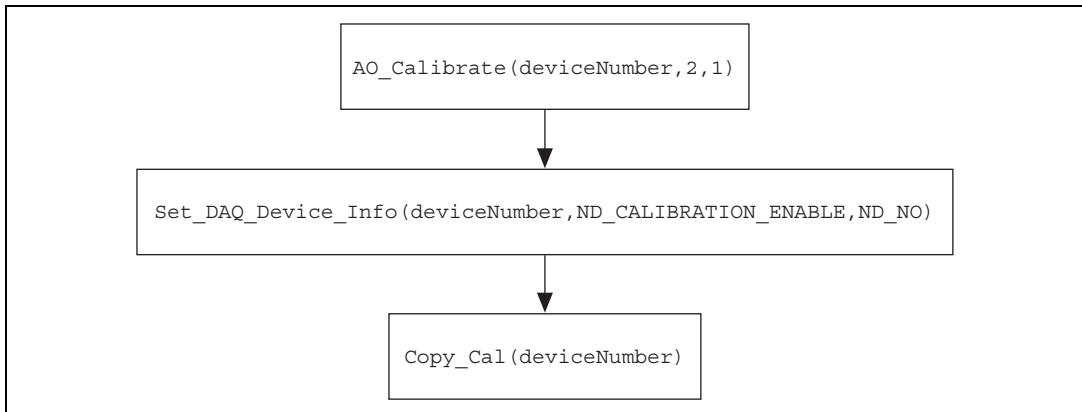 AO_Calibrate(deviceNumber,2,1)
Set_DAQ_Device_Info(deviceNumber,ND_CALIBRATION_ENABLE,ND_NO)
Copy_Cal(deviceNumber)